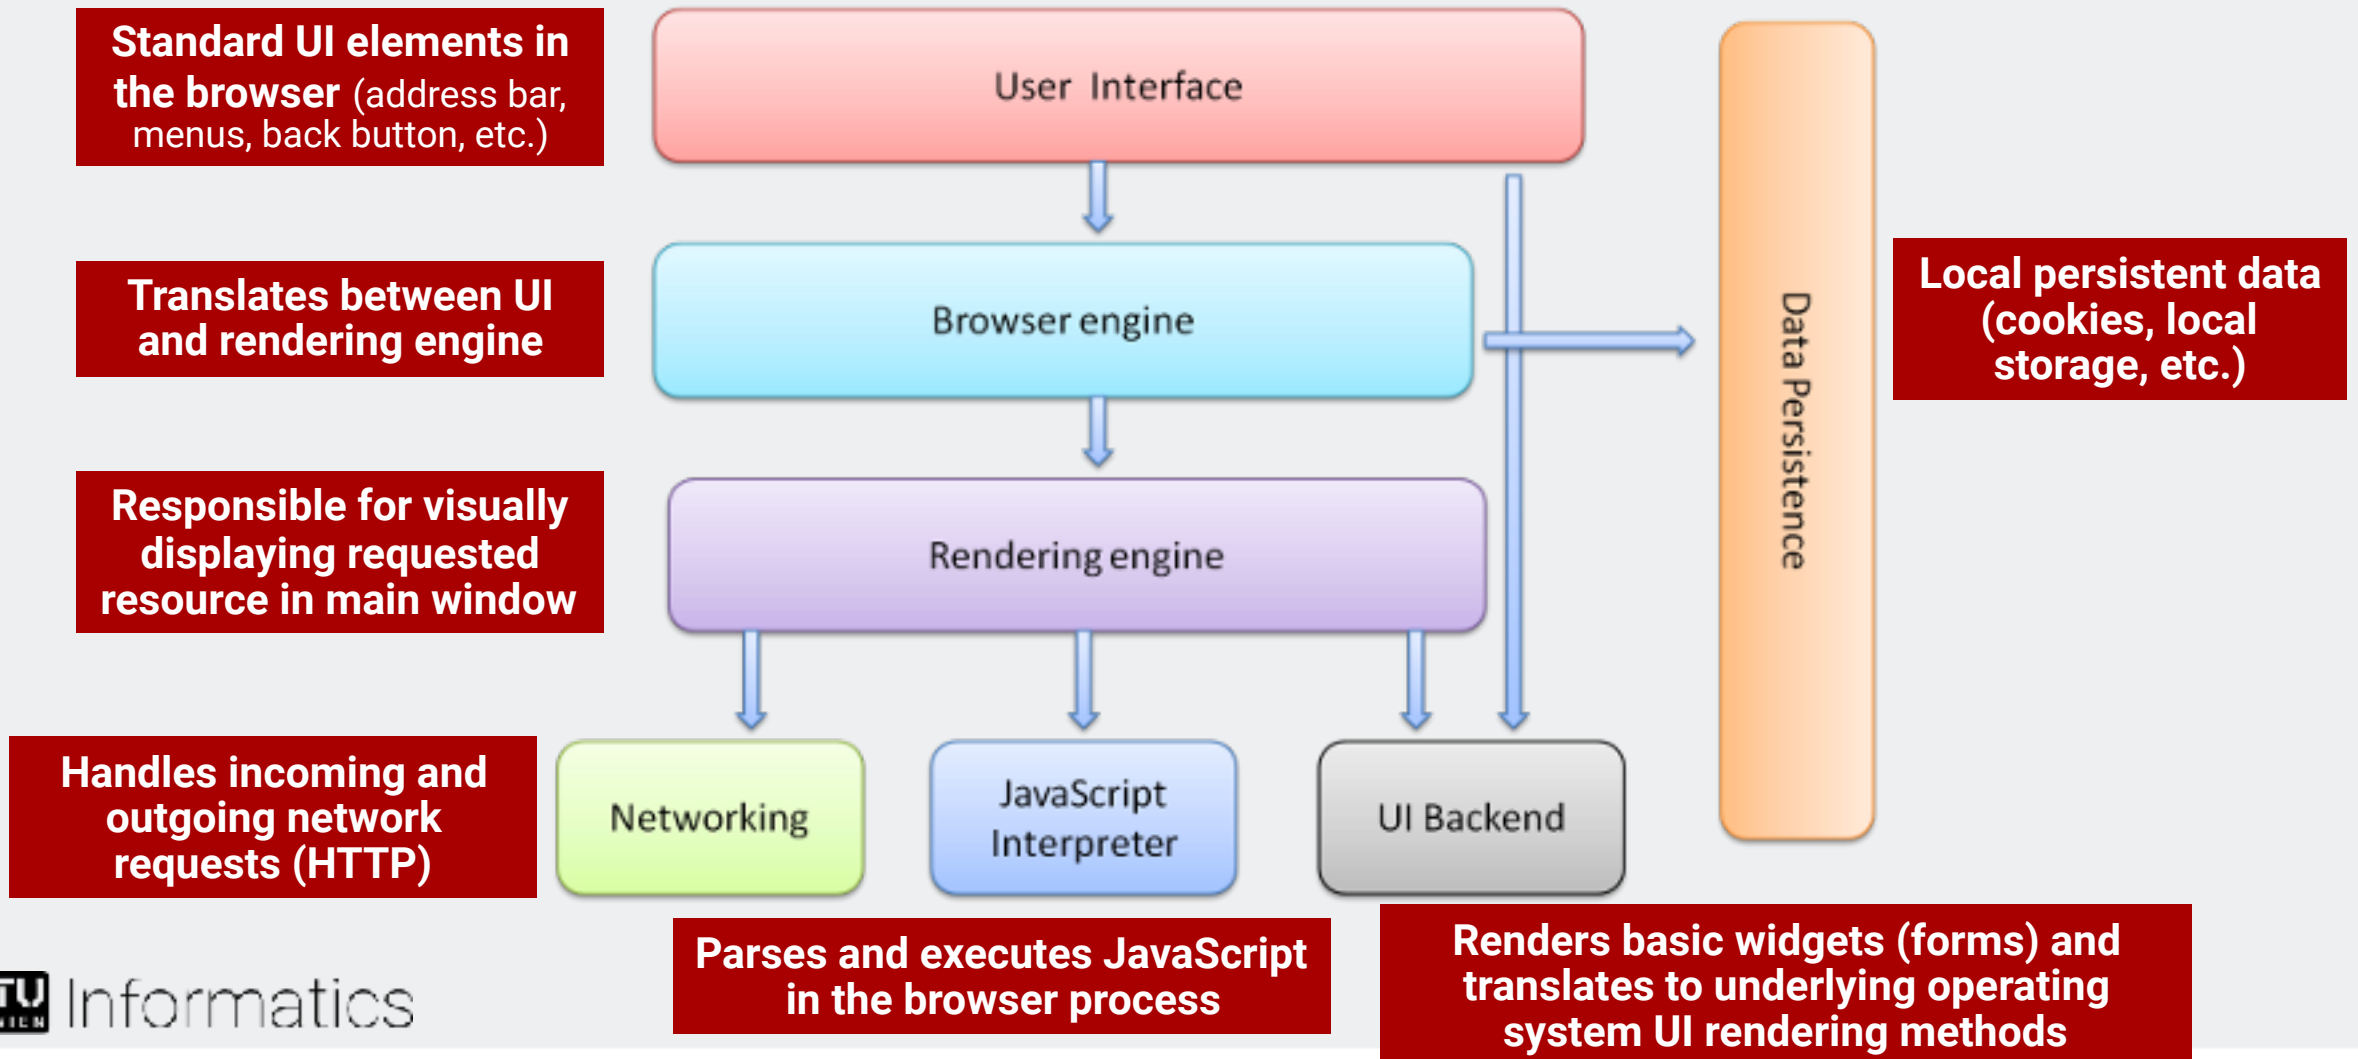 Standard UI elements in
the browser (address bar,
menus, back button, etc.)
User Interface
Translates between UI
and rendering engine
Browser engine
Data Persistence
Local persistent data
(cookies, local
storage, etc.)
Responsible for visually
displaying requested
resource in main window
Rendering engine
Handles incoming and
outgoing network
requests (HTTP)
Networking
JavaScript
Interpreter
UI Backend
Parses and executes JavaScript
in the browser process
Renders basic widgets (forms) and
translates to underlying operating
system UI rendering methods
TU
WIEN
Informatics